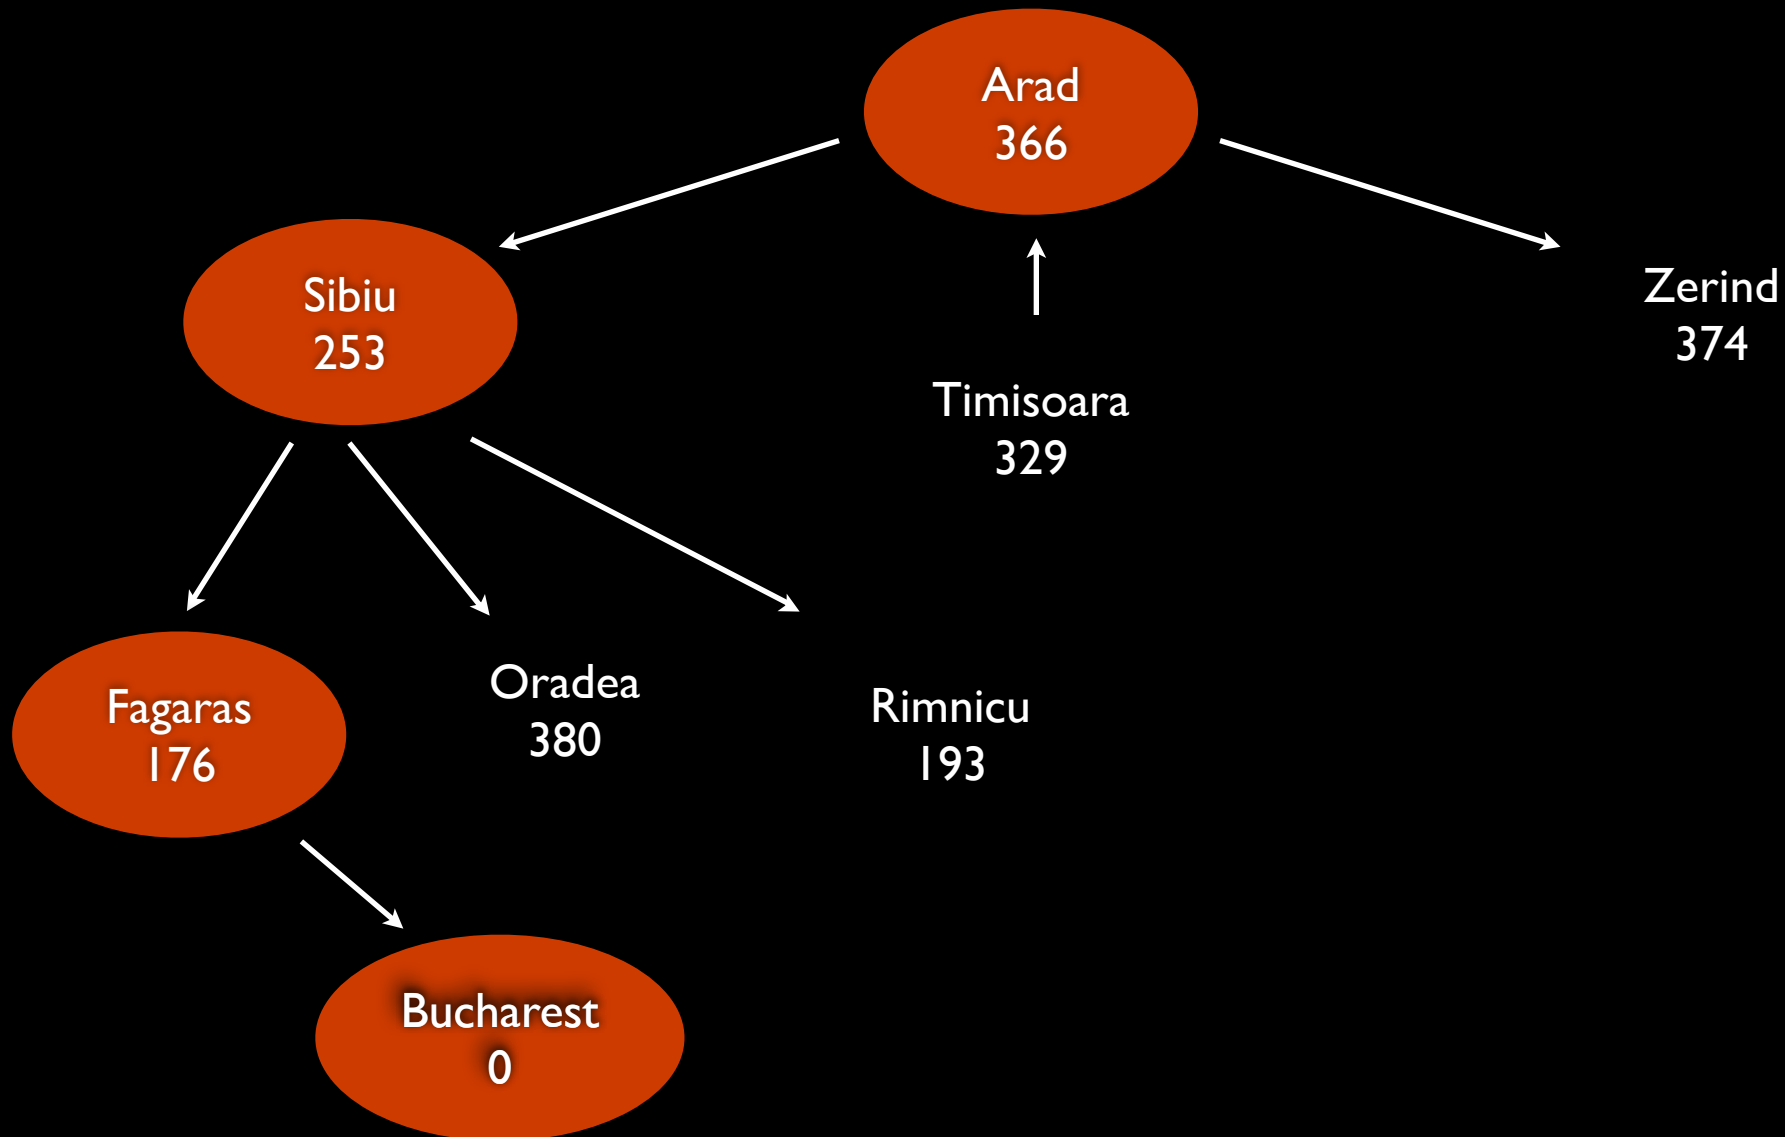 Arad
366
Sibiu
253
Zerind
374
Timisoara
329
Fagaras
176
Oradea
380
Rimnicu
193
Bucharest
0